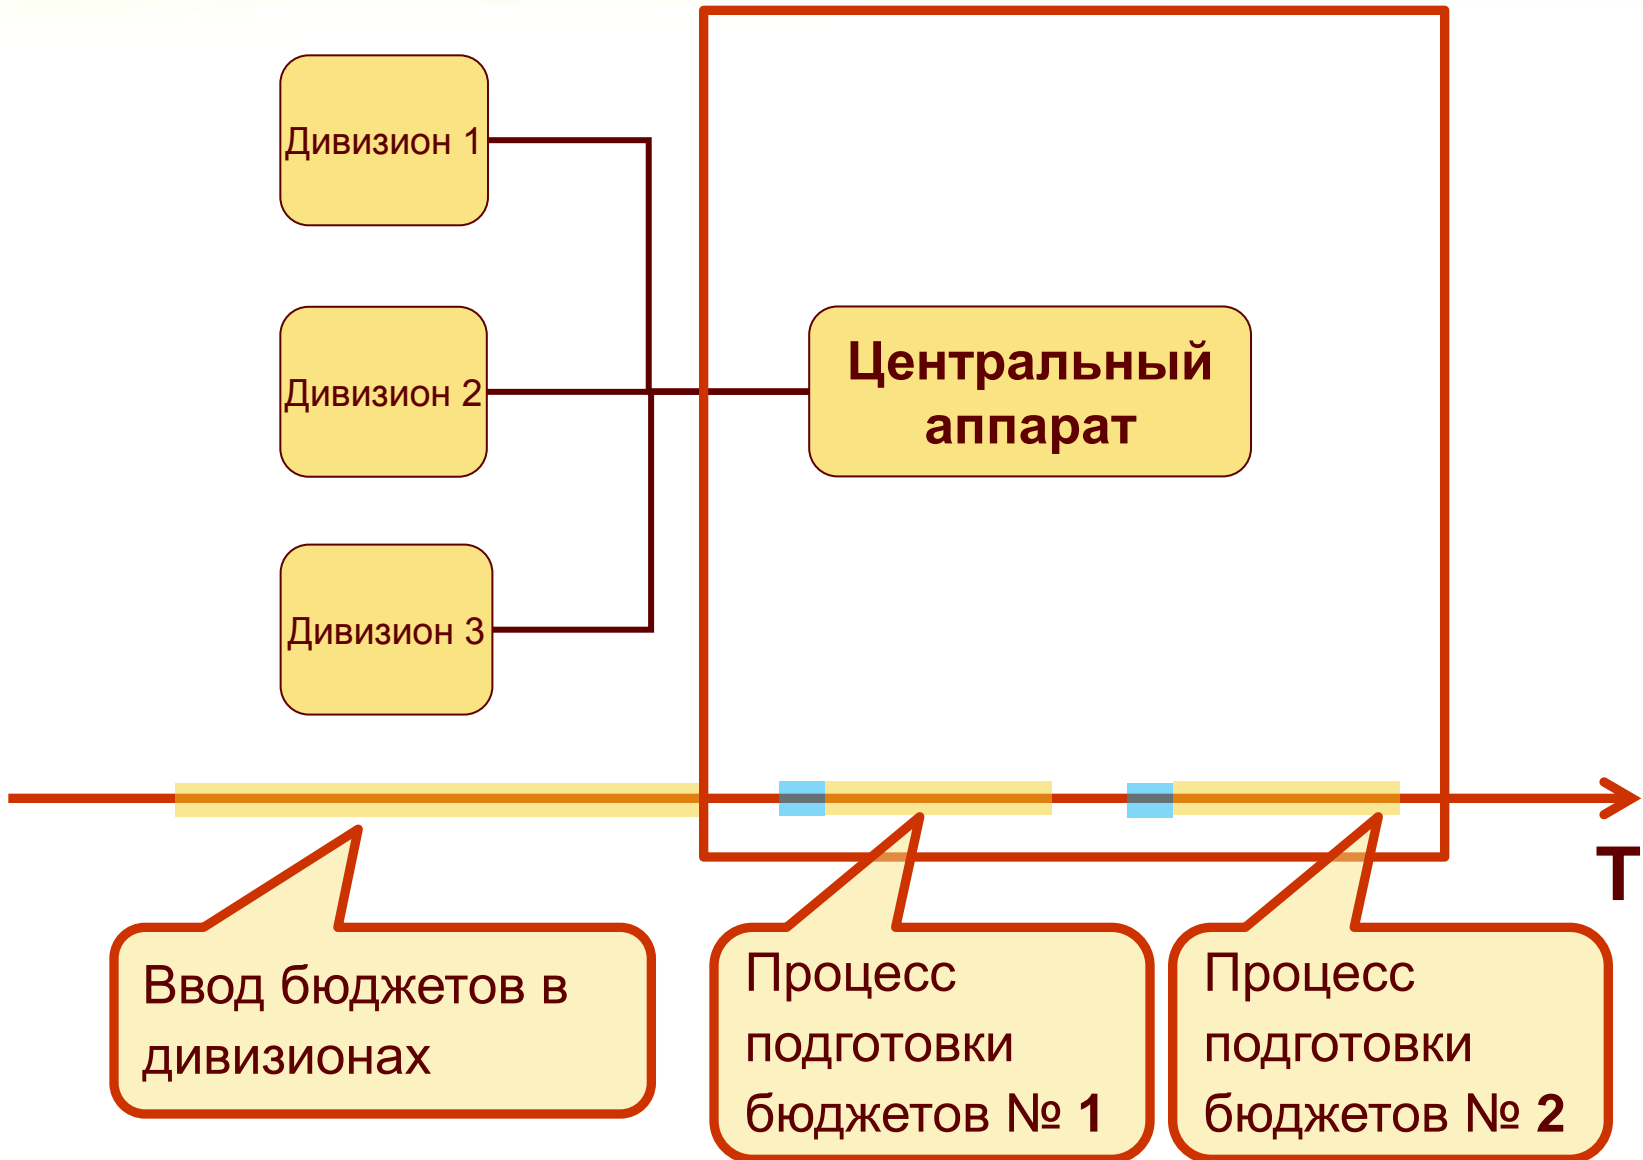 Дивизион 1
Дивизион 2
Центральный
аппарат
Дивизион 3
Т
Ввод бюджетов в
дивизионах
Процесс
подготовки
бюджетов № 1
Процесс
подготовки
бюджетов № 2